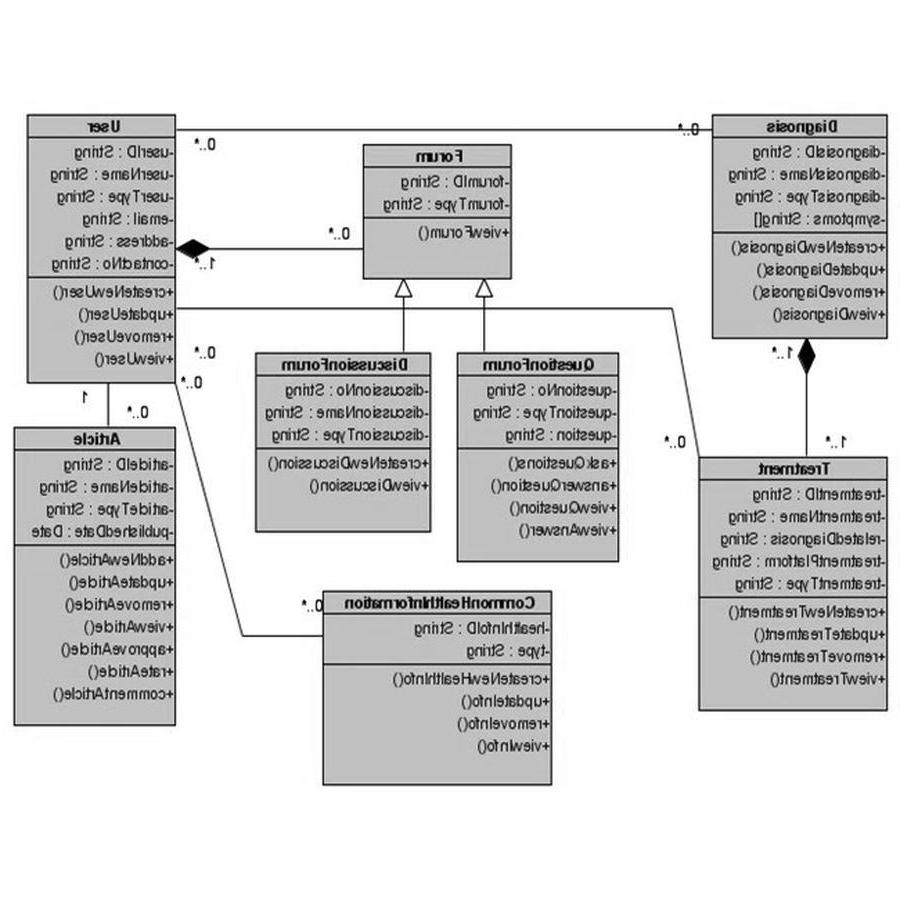 User
-userID : String
-userName : String
-userType : String
-email : String
-address : String
-contactNo : String
+createNewUser()
+updateUser()
+removeUser()
+viewUser()
0..*
0..*
Diagnosis
-diagnosisID : String
-diagnosisName : String
-diagnosisType : String
-symptoms : String[]
+createNewDiagnosis()
+updateDiagnosis()
+removeDiagnosis()
+viewDiagnosis()
Forum
-forumID : String
-forumType : String
+viewForum()
0..*
1..*
0..*
0..*
1
0..*
DiscussionForum
-discussionNo : String
-discussionName : String
-discussionType : String
+createNewDiscussion()
+viewDiscussion()
QuestionForum
-questionNo : String
-questionType : String
-question : String
+askQuestions()
+answerQuestion()
+viewQuestion()
+viewAnswer()
1..*
1..*
0..*
Article
-articleID : String
-articleName : String
-articleType : String
-publishedDate : Date
+addNewArticle()
+updateArticle()
+removeArticle()
+viewArticle()
+approveArticle()
+rateArticle()
+commentArticle()
0..*
CommonHealthInformation
-healthInfoID : String
-type : String
+createNewHealthInfo()
+updateInfo()
+removeInfo()
+viewInfo()
Treatment
-treatmentID : String
-treatmentName : String
-relatedDiagnosis : String
-treatmentPlatform : String
-treatmentType : String
+createNewTreatment()
+updateTreatment()
+removeTreatment()
+viewTreatment()